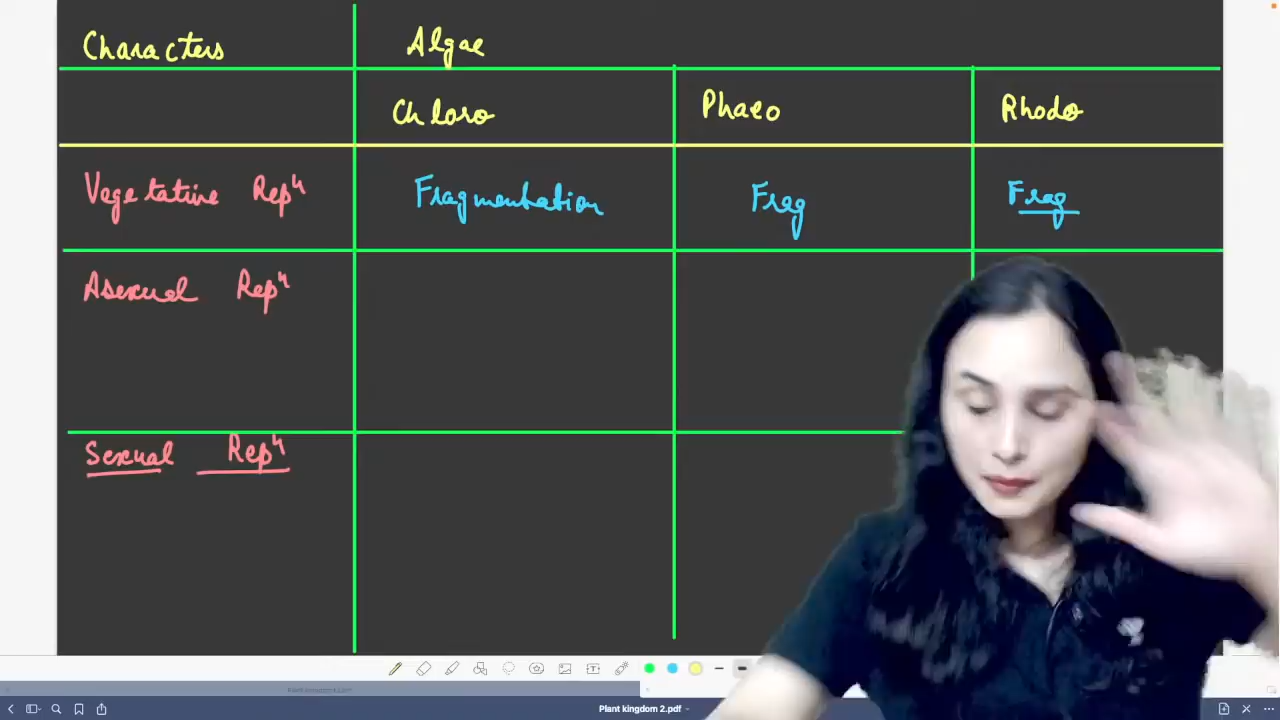 Characters Algae
Chloro Phaeo Rhodo
Vegetative Repⁿ Fragmentation Frag Frag
Asexual Repⁿ
Sexual Repⁿ
Plant kingdom 2.pdf